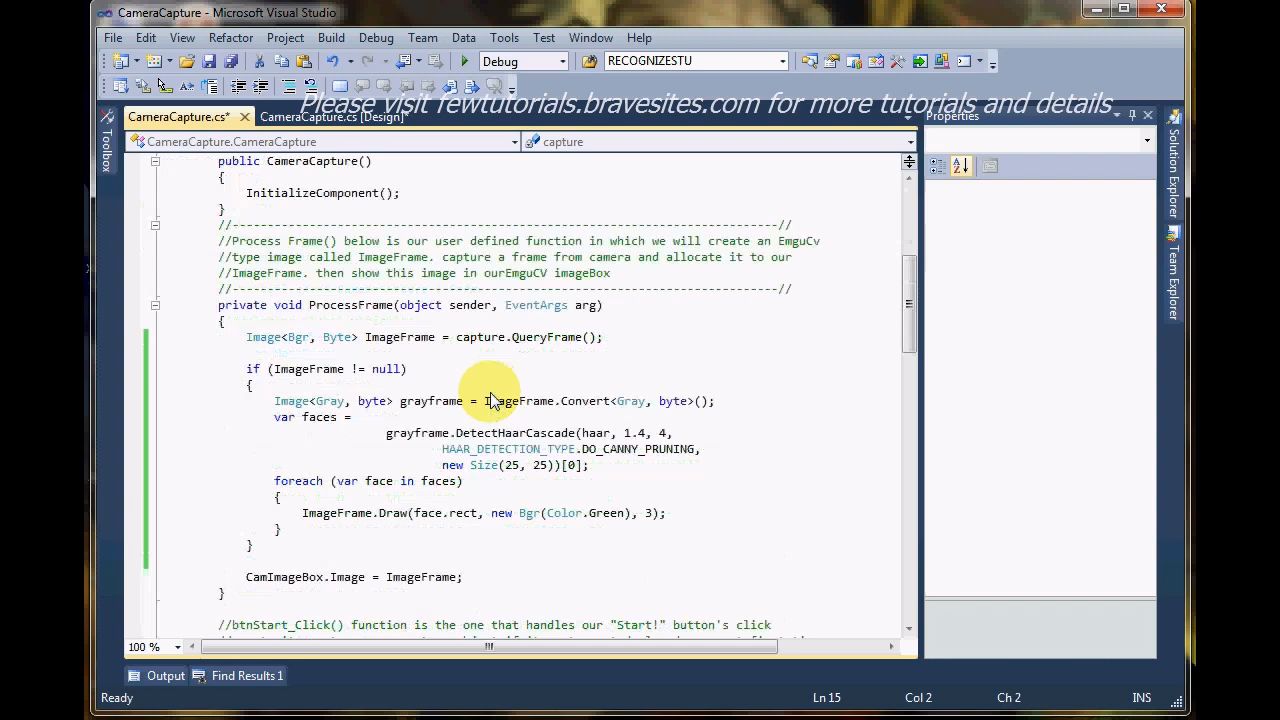 CameraCapture - Microsoft Visual Studio
File Edit View Refactor Project Build Debug Team Data Tools Test Window Help
Debug RECOGNIZESTU
Please visit fewtutorials.bravesites.com for more tutorials and details
CameraCapture.cs* CameraCapture.cs [Design]* Properties
CameraCapture.CameraCapture capture
Toolbox
Solution Explorer
Team Explorer
public CameraCapture()
{
InitializeComponent();
}
//------------------------------------------------------------------------------//
//Process Frame() below is our user defined function in which we will create an EmguCv
//type image called ImageFrame. capture a frame from camera and allocate it to our
//ImageFrame. then show this image in ourEmguCV imageBox
//------------------------------------------------------------------------------//
private void ProcessFrame(object sender, EventArgs arg)
{
Image<Bgr, Byte> ImageFrame = capture.QueryFrame();
if (ImageFrame != null)
{
Image<Gray, byte> grayframe = ImageFrame.Convert<Gray, byte>();
var faces =
grayframe.DetectHaarCascade(haar, 1.4, 4,
HAAR_DETECTION_TYPE.DO_CANNY_PRUNING,
new Size(25, 25))[0];
foreach (var face in faces)
{
ImageFrame.Draw(face.rect, new Bgr(Color.Green), 3);
}
}
CamImageBox.Image = ImageFrame;
}
//btnStart_Click() function is the one that handles our "Start!" button's click
100 %
Output Find Results 1
Ready Ln 15 Col 2 Ch 2 INS